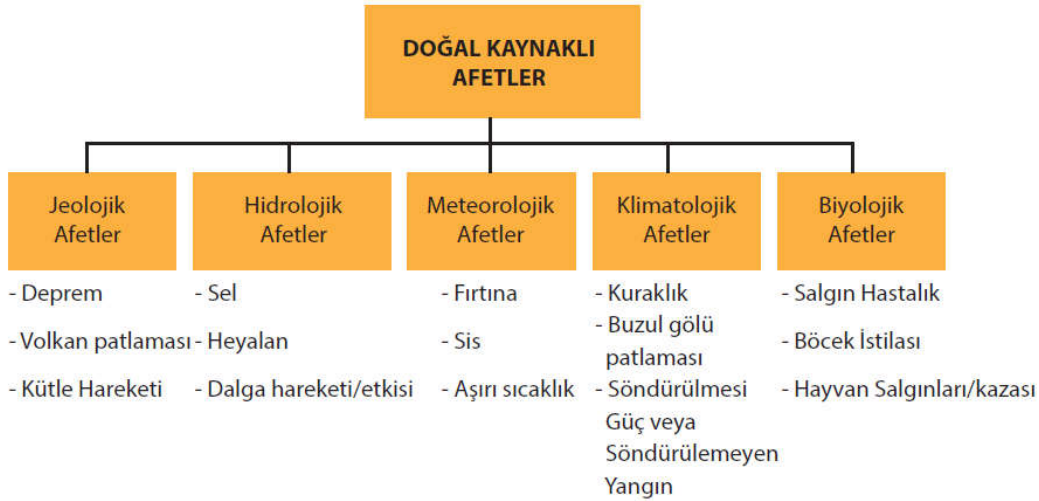 DOĞAL KAYNAKLI
AFETLER
Jeolojik
Afetler
- Deprem
- Volkan patlaması
- Kütle Hareketi
Hidrolojik
Afetler
- Sel
- Heyalan
- Dalga hareketi/etkisi
Meteorolojik
Afetler
- Fırtına
- Sis
- Aşırı sıcaklık
Klimatolojik
Afetler
- Kuraklık
- Buzul gölü
patlaması
- Söndürülmesi
Güç veya
Söndürülemeyen
Yangın
Biyolojik
Afetler
- Salgın Hastalık
- Böcek İstilası
- Hayvan Salgınları/kazası